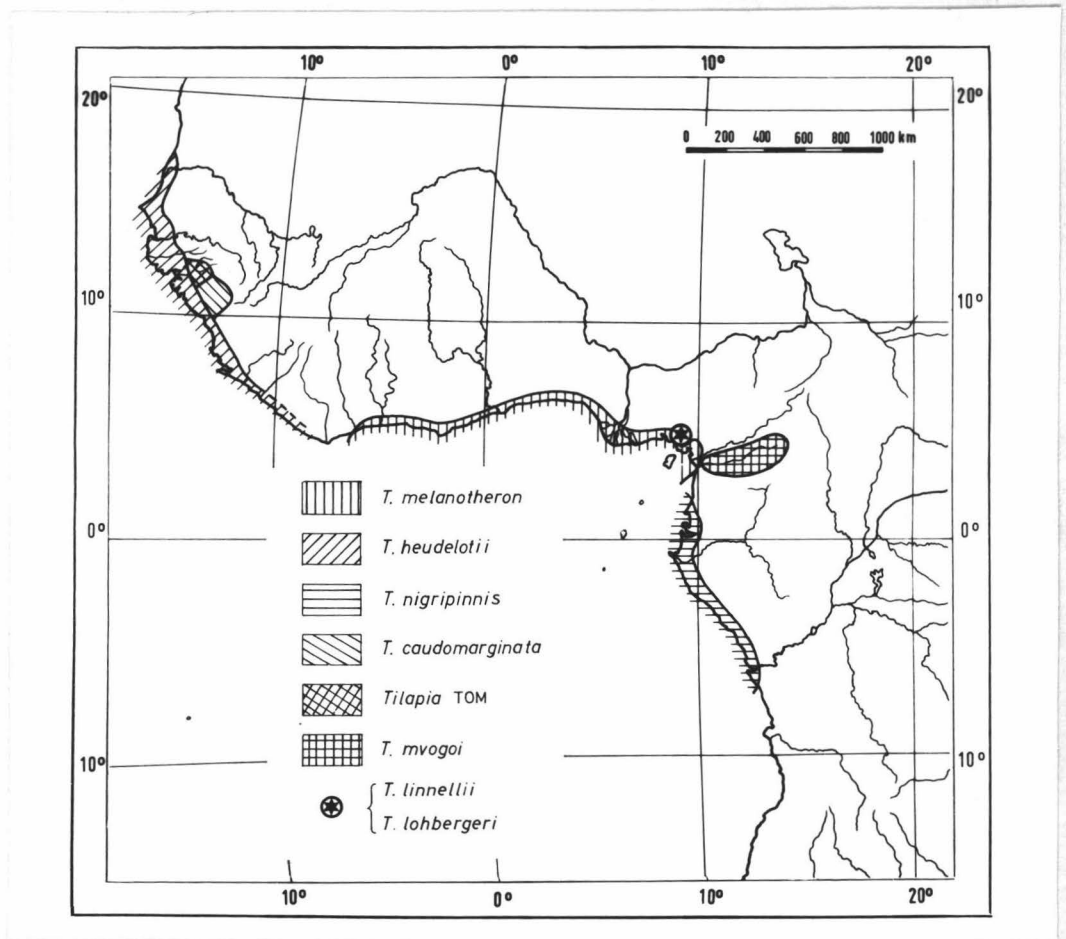 10° 0° 10° 20°
20° 20°
0 200 400 600 800 1000 km
10° 10°
T. melanotheron
0° T. heudelotii 0°
T. nigripinnis
T. caudomarginata
Tilapia TOM
T. mvogoi
10° 10°
T. linnellii
T. lohbergeri
10° 0° 10° 20°